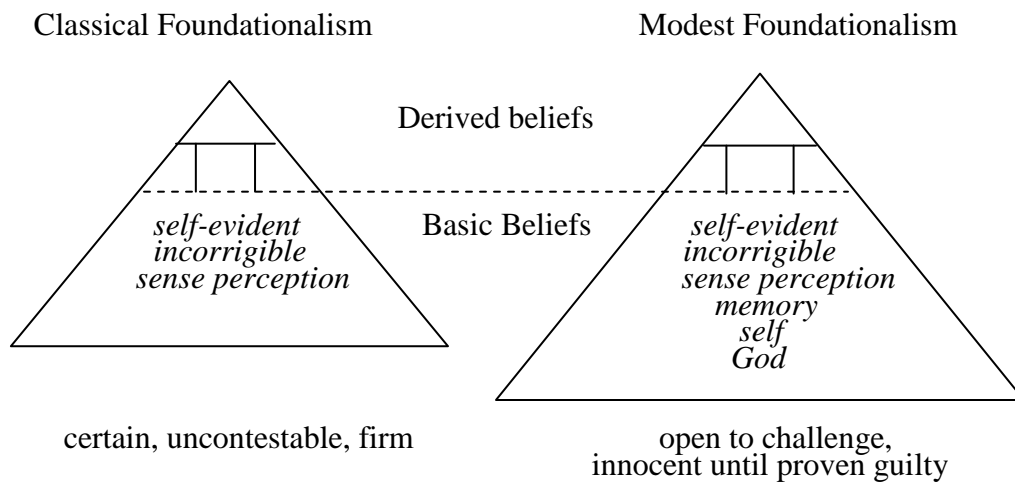 Classical Foundationalism
Modest Foundationalism
Derived beliefs
Basic Beliefs
self-evident
incorrigible
sense perception
self-evident
incorrigible
sense perception
memory
self
God
certain, uncontestable, firm
open to challenge,
innocent until proven guilty